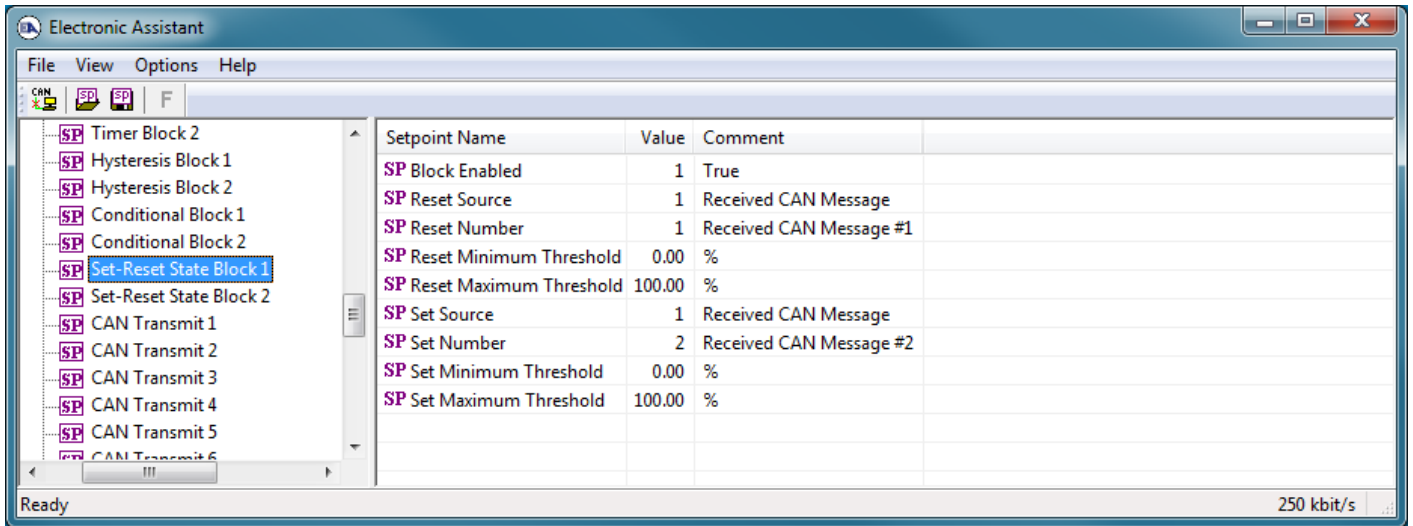 EA Electronic Assistant
File View Options Help
CAN SP SP F
SP Timer Block 2
SP Hysteresis Block 1
SP Hysteresis Block 2
SP Conditional Block 1
SP Conditional Block 2
SP Set-Reset State Block 1
SP Set-Reset State Block 2
SP CAN Transmit 1
SP CAN Transmit 2
SP CAN Transmit 3
SP CAN Transmit 4
SP CAN Transmit 5
SP CAN Transmit 6
Setpoint Name Value Comment
SP Block Enabled 1 True
SP Reset Source 1 Received CAN Message
SP Reset Number 1 Received CAN Message #1
SP Reset Minimum Threshold 0.00 %
SP Reset Maximum Threshold 100.00 %
SP Set Source 1 Received CAN Message
SP Set Number 2 Received CAN Message #2
SP Set Minimum Threshold 0.00 %
SP Set Maximum Threshold 100.00 %
Ready 250 kbit/s